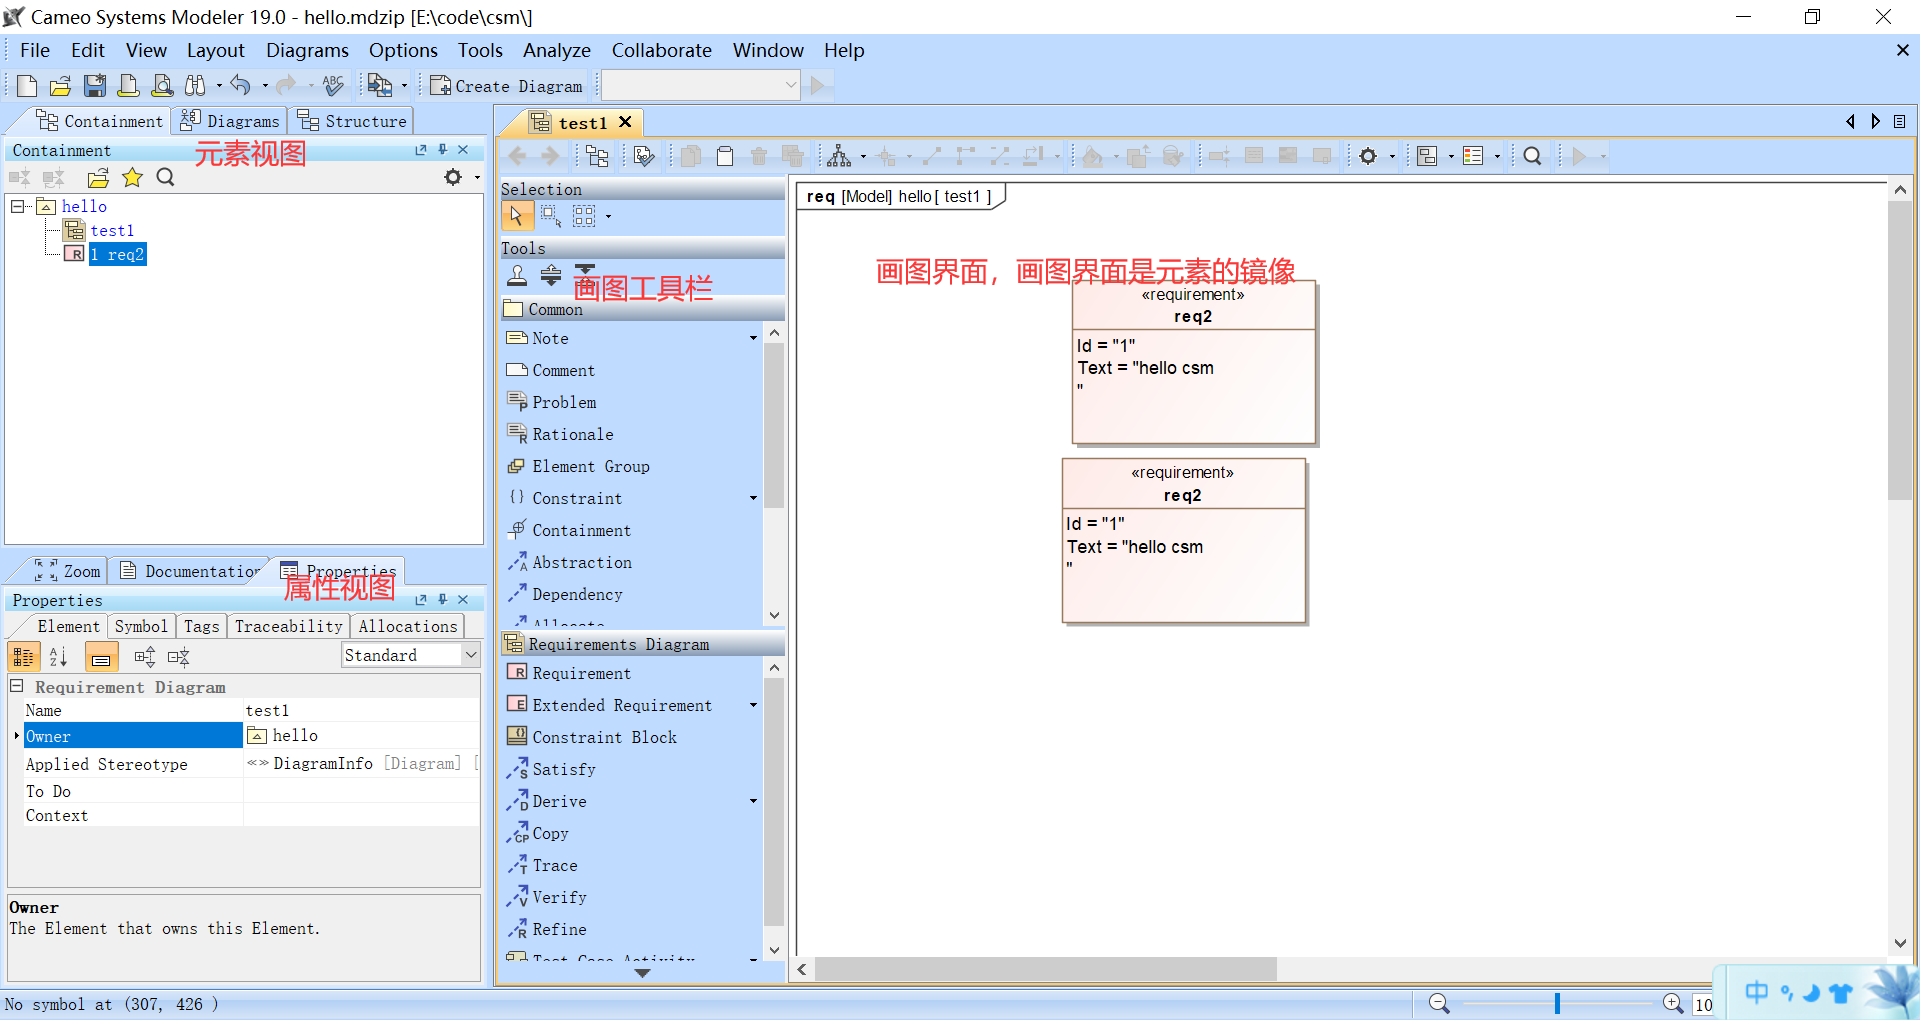 Cameo Systems Modeler 19.0 - hello.mdzip [E:\code\csm\]
File Edit View Layout Diagrams Options Tools Analyze Collaborate Window Help
ABC Create Diagram
Containment Diagrams Structure
Containment
元素视图
hello
test1
R 1 req2
Zoom Documentation Properties
属性视图
Properties
Element Symbol Tags Traceability Allocations
Standard
Requirement Diagram
Name test1
Owner hello
Applied Stereotype «» DiagramInfo [Diagram] [
To Do
Context
Owner
The Element that owns this Element.
test1
Selection
Tools
画图工具栏
Common
Note
Comment
Problem
Rationale
Element Group
{} Constraint
Containment
Abstraction
Dependency
Allocate
Requirements Diagram
Requirement
Extended Requirement
Constraint Block
Satisfy
Derive
Copy
Trace
Verify
Refine
Test Case Activity
req [Model] hello[ test1 ]
画图界面，画图界面是元素的镜像
«requirement»
req2
Id = "1"
Text = "hello csm
"
«requirement»
req2
Id = "1"
Text = "hello csm
"
No symbol at (307, 426 )
10
中